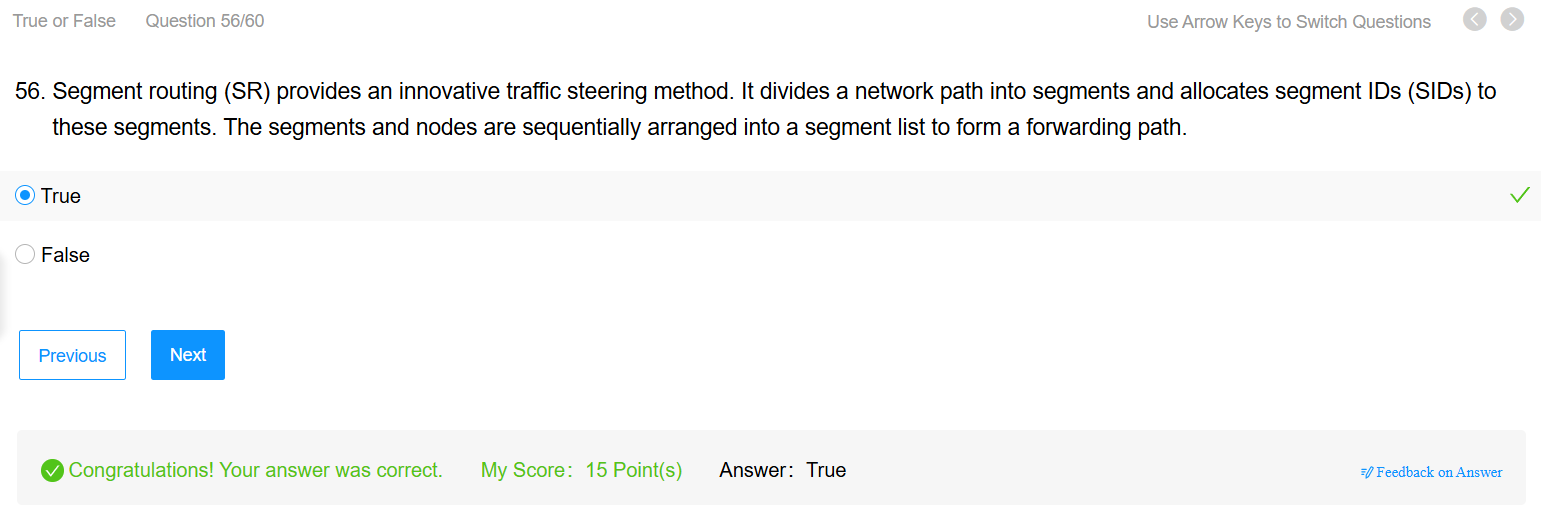 True or False Question 56/60 Use Arrow Keys to Switch Questions
56. Segment routing (SR) provides an innovative traffic steering method. It divides a network path into segments and allocates segment IDs (SIDs) to
these segments. The segments and nodes are sequentially arranged into a segment list to form a forwarding path.
True
False
Previous Next
Congratulations! Your answer was correct. My Score: 15 Point(s) Answer: True Feedback on Answer